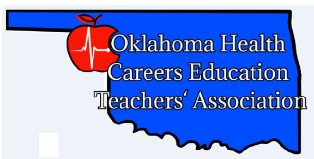 Oklahoma Health
Careers Education
Teachers‘ Association